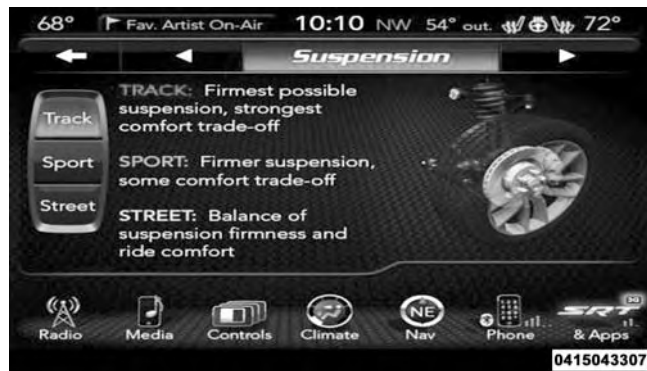 68° Fav. Artist On-Air 10:10 NW 54° out. 72°
Suspension
Track
Sport
Street
TRACK: Firmest possible
suspension, strongest
comfort trade-off
SPORT: Firmer suspension,
some comfort trade-off
STREET: Balance of
suspension firmness and
ride comfort
NE
3G
SRT
Radio Media Controls Climate Nav Phone & Apps
0415043307